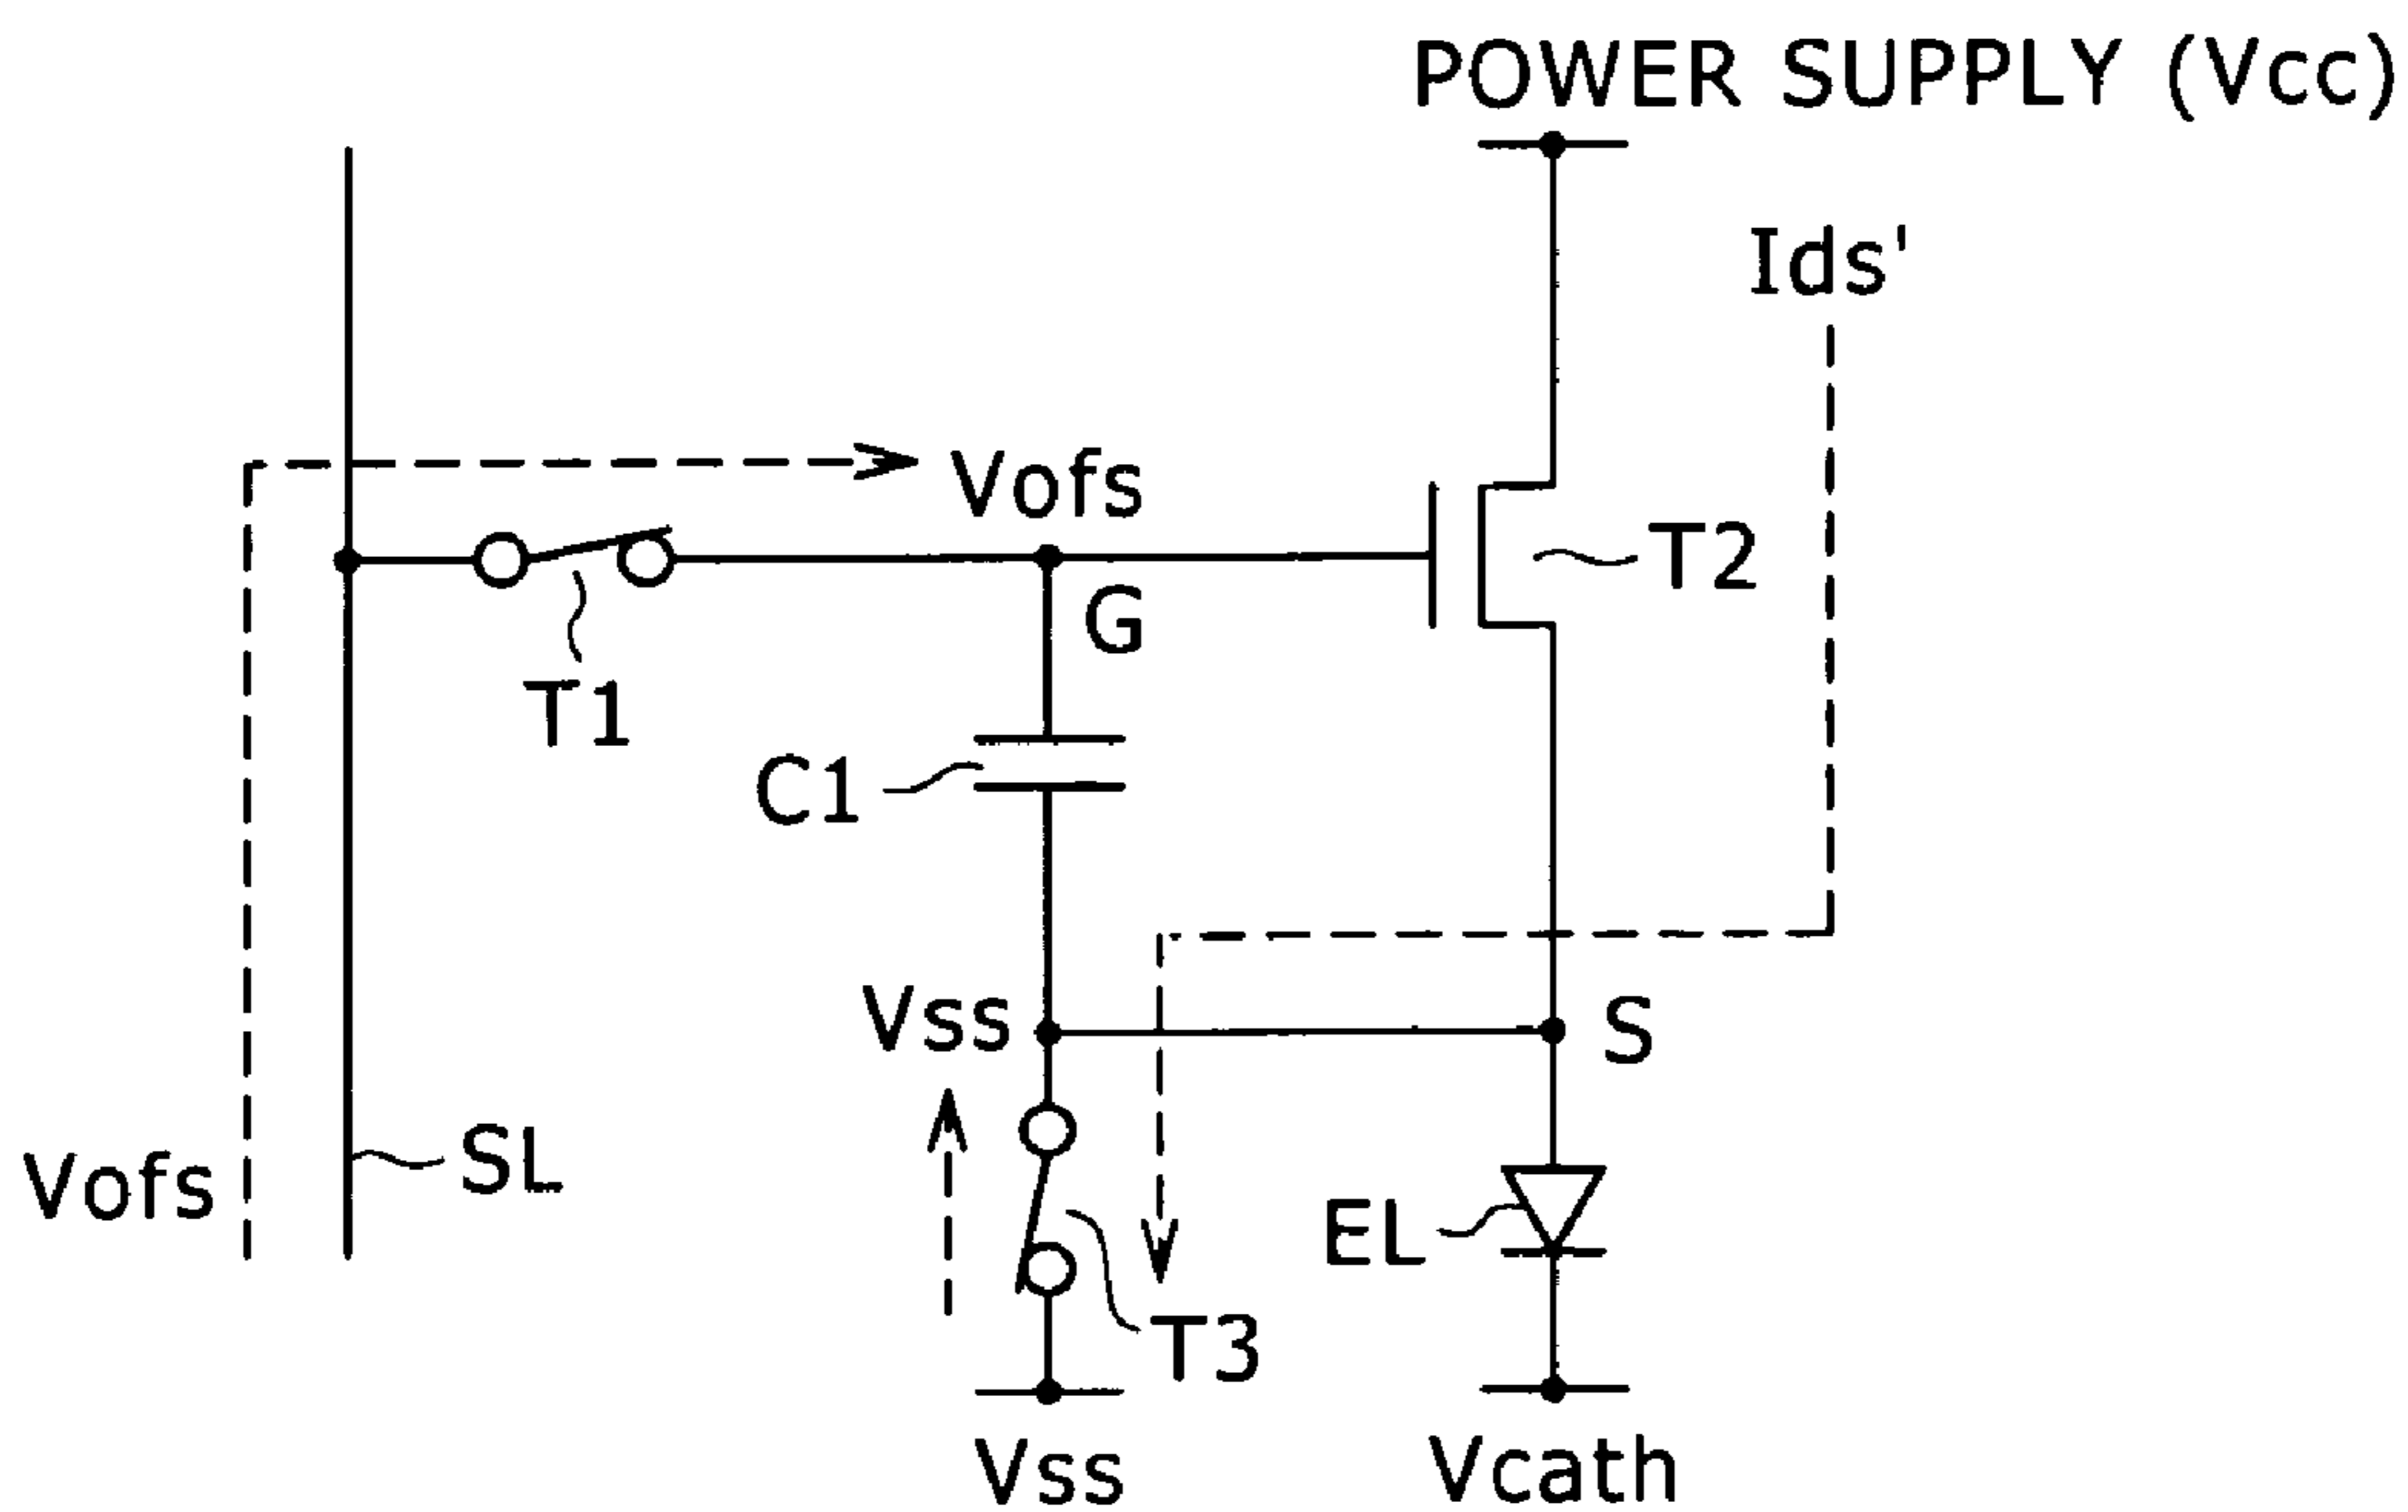 POWER SUPPLY (Vcc)
Ids'
Vofs
T2
G
T1
C1
Vss
S
SL
Vofs
EL
T3
Vss
Vcath